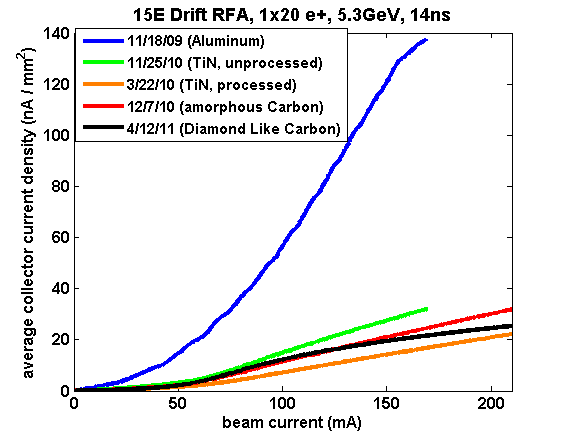 15E Drift RFA, 1x20 e+, 5.3GeV, 14ns
average collector current density (nA / mm²)
140
120
100
80
60
40
20
0
11/18/09 (Aluminum)
11/25/10 (TiN, unprocessed)
3/22/10 (TiN, processed)
12/7/10 (amorphous Carbon)
4/12/11 (Diamond Like Carbon)
0 50 100 150 200
beam current (mA)